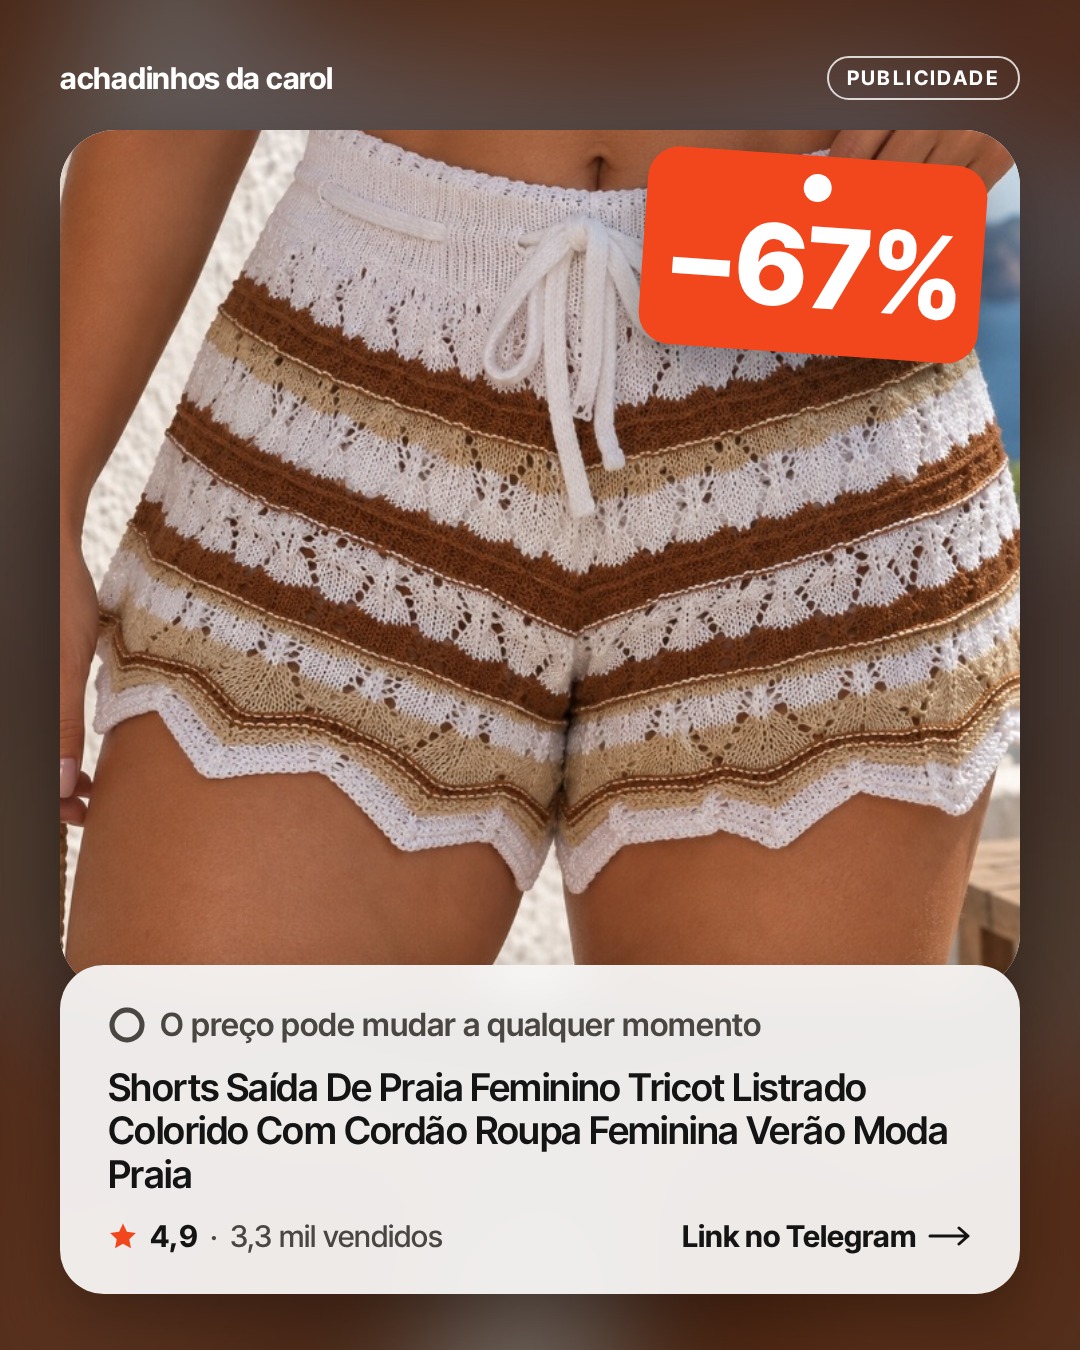 achadinhos da carol
PUBLICIDADE
–67%
O preço pode mudar a qualquer momento
Shorts Saída De Praia Feminino Tricot Listrado
Colorido Com Cordão Roupa Feminina Verão Moda
Praia
4,9 · 3,3 mil vendidos
Link no Telegram →